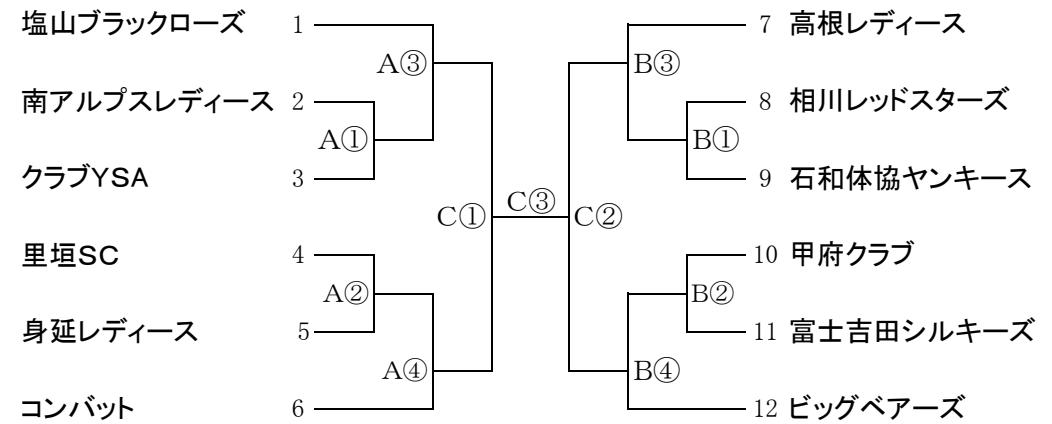 塩山ブラックローズ 1
A③
南アルプスレディース 2
A①
クラブYSA 3
C①
里垣SC 4
A②
身延レディース 5
A④
コンバット 6
C③
7 高根レディース
B③
8 相川レッドスターズ
B①
9 石和体協ヤンキース
C②
10 甲府クラブ
B②
11 富士吉田シルキーズ
B④
12 ビッグベアーズ